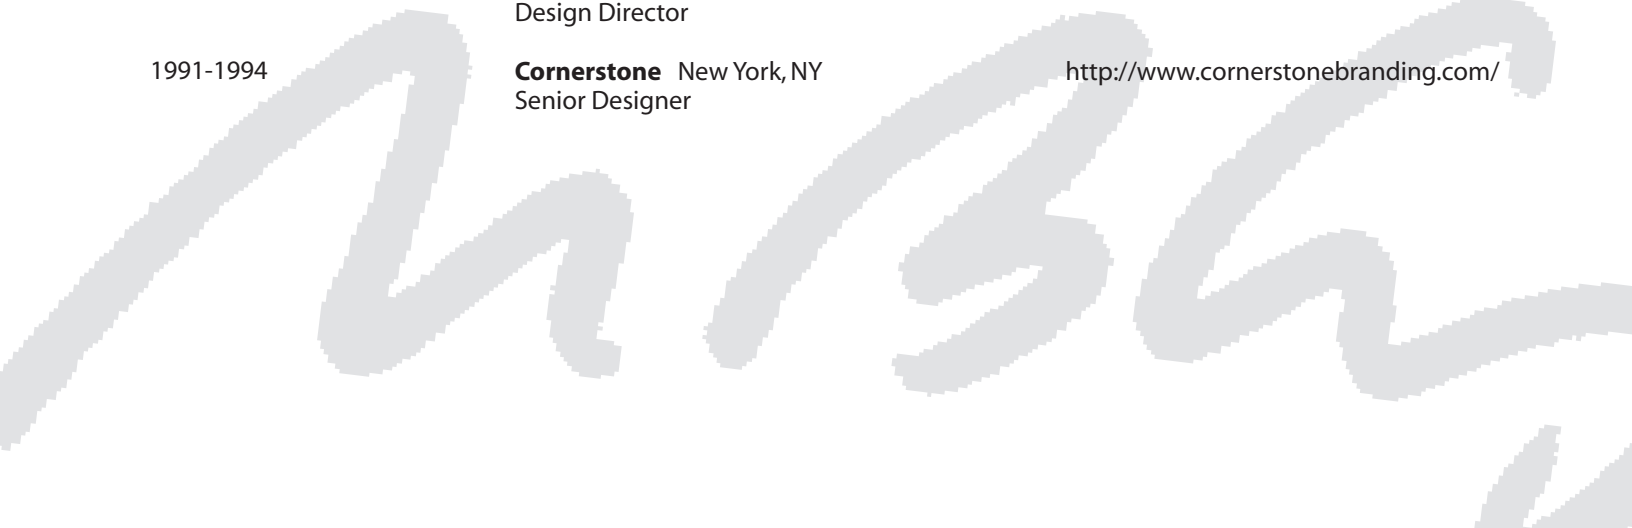 Design Director
1991-1994 Cornerstone New York, NY http://www.cornerstonebranding.com/
Senior Designer